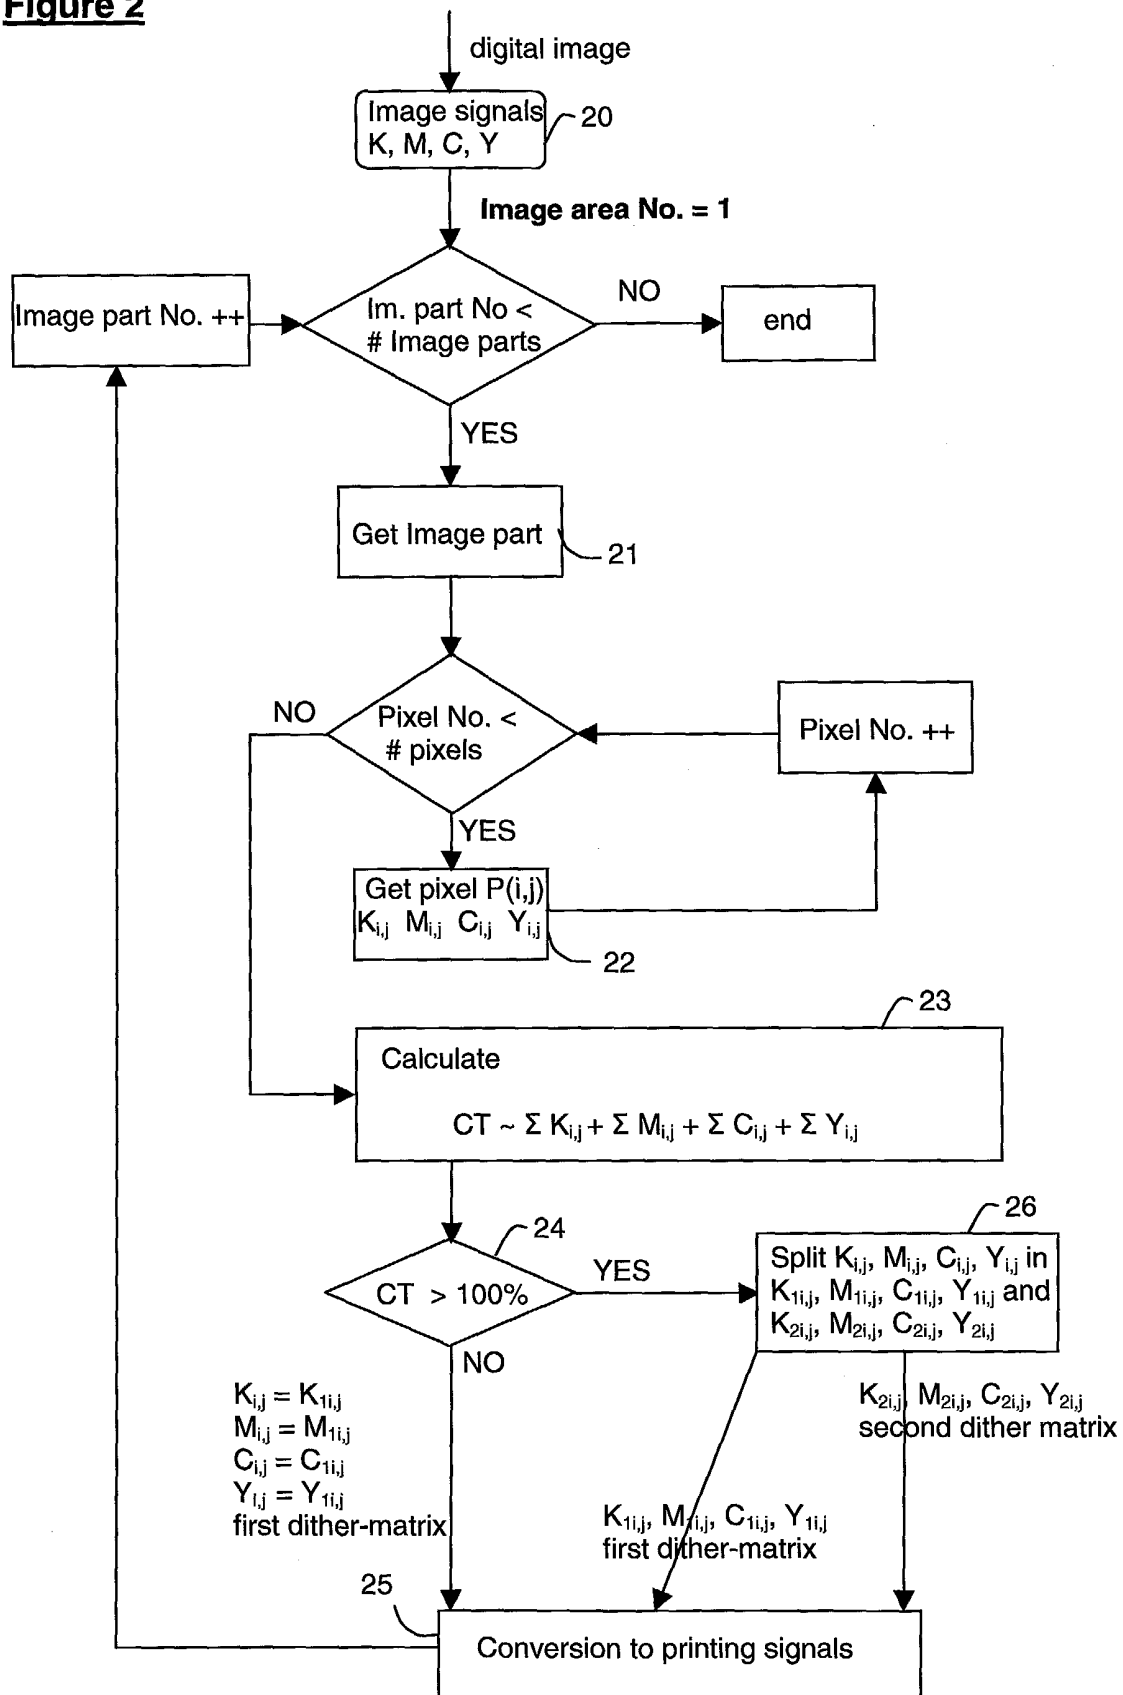 Figure 2
digital image
Image signals
K, M, C, Y
20
Image area No. = 1
Image part No. ++
Im. part No <
# Image parts
NO
end
YES
Get Image part
21
NO
Pixel No. <
# pixels
Pixel No. ++
YES
Get pixel P(i,j)
Ki,j Mi,j Ci,j Yi,j
22
23
Calculate
CT ~ Σ Ki,j + Σ Mi,j + Σ Ci,j + Σ Yi,j
24
CT > 100%
YES
26
Split Ki,j, Mi,j, Ci,j, Yi,j in
K1i,j, M1i,j, C1i,j, Y1i,j and
K2i,j, M2i,j, C2i,j, Y2i,j
NO
Ki,j = K1i,j
Mi,j = M1i,j
Ci,j = C1i,j
Yi,j = Y1i,j
first dither-matrix
K2i,j, M2i,j, C2i,j, Y2i,j
second dither matrix
K1i,j, M1i,j, C1i,j, Y1i,j
first dither-matrix
25
Conversion to printing signals